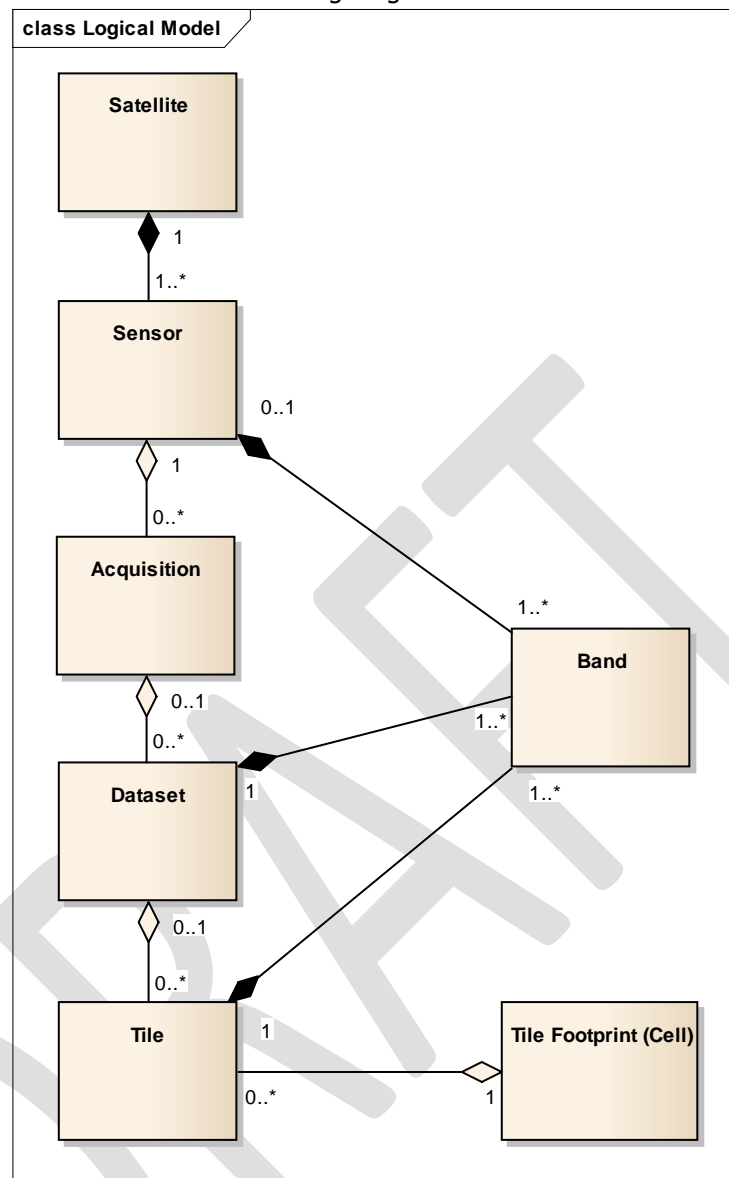 class Logical Model
Satellite
1
1..*
Sensor
0..1
1
0..*
Acquisition
1..*
Band
0..1
0..*
1..*
Dataset
1
1..*
0..1
0..*
Tile
1
Tile Footprint (Cell)
0..*
1
DRAFT